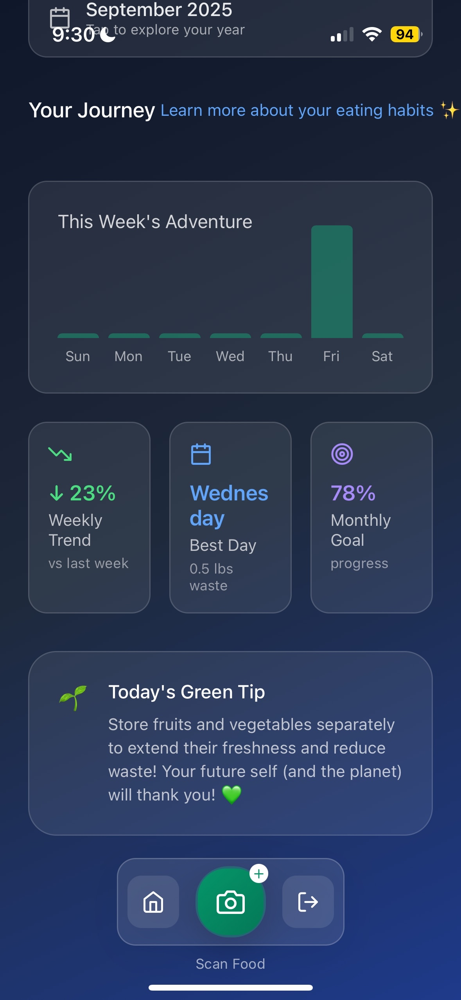 September 2025
Tap to explore your year
9:30
94
Your Journey Learn more about your eating habits ✨
This Week's Adventure
Sun Mon Tue Wed Thu Fri Sat
↓ 23%
Weekly
Trend
vs last week
Wednes
day
Best Day
0.5 lbs
waste
78%
Monthly
Goal
progress
Today's Green Tip
Store fruits and vegetables separately
to extend their freshness and reduce
waste! Your future self (and the planet)
will thank you! 💚
Scan Food